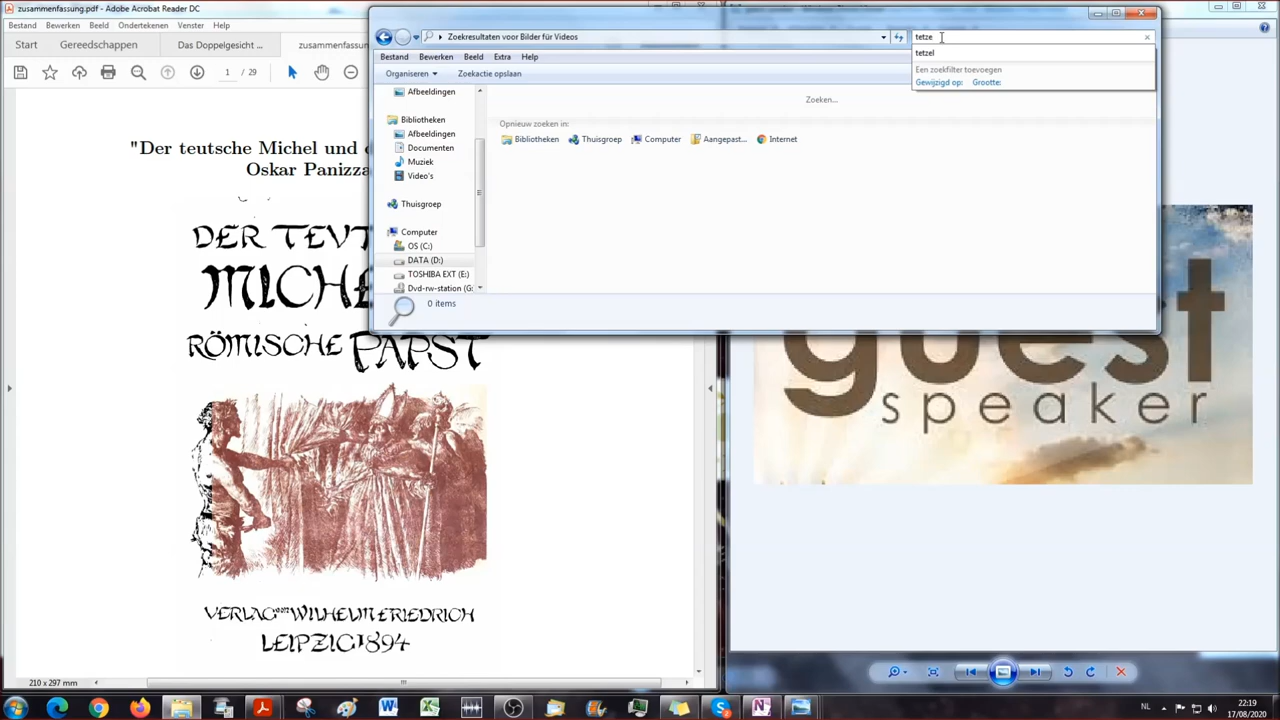 zusammenfassung.pdf - Adobe Acrobat Reader DC
Bestand Bewerken Beeld Ondertekenen Venster Help
Start Gereedschappen Das Doppelgesicht ... zusammenfassung
1 / 29
"Der teutsche Michel und
Oskar Panizza
DER TEVT
MICHE
RÖMISCHE PAPST
VERLAG VON WILHELM FRIEDRICH
LEIPZIG 1894
210 x 297 mm
Zoekresultaten voor Bilder für Videos
tetze
tetzel
Een zoekfilter toevoegen
Gewijzigd op: Grootte:
Bestand Bewerken Beeld Extra Help
Organiseren Zoekactie opslaan
Afbeeldingen
Bibliotheken
Afbeeldingen
Documenten
Muziek
Video's
Thuisgroep
Computer
OS (C:)
DATA (D:)
TOSHIBA EXT (E:)
Dvd-rw-station (G:
Zoeken...
Opnieuw zoeken in:
Bibliotheken Thuisgroep Computer Aangepast... Internet
0 items
guest
speaker
NL
22:19
17/08/2020